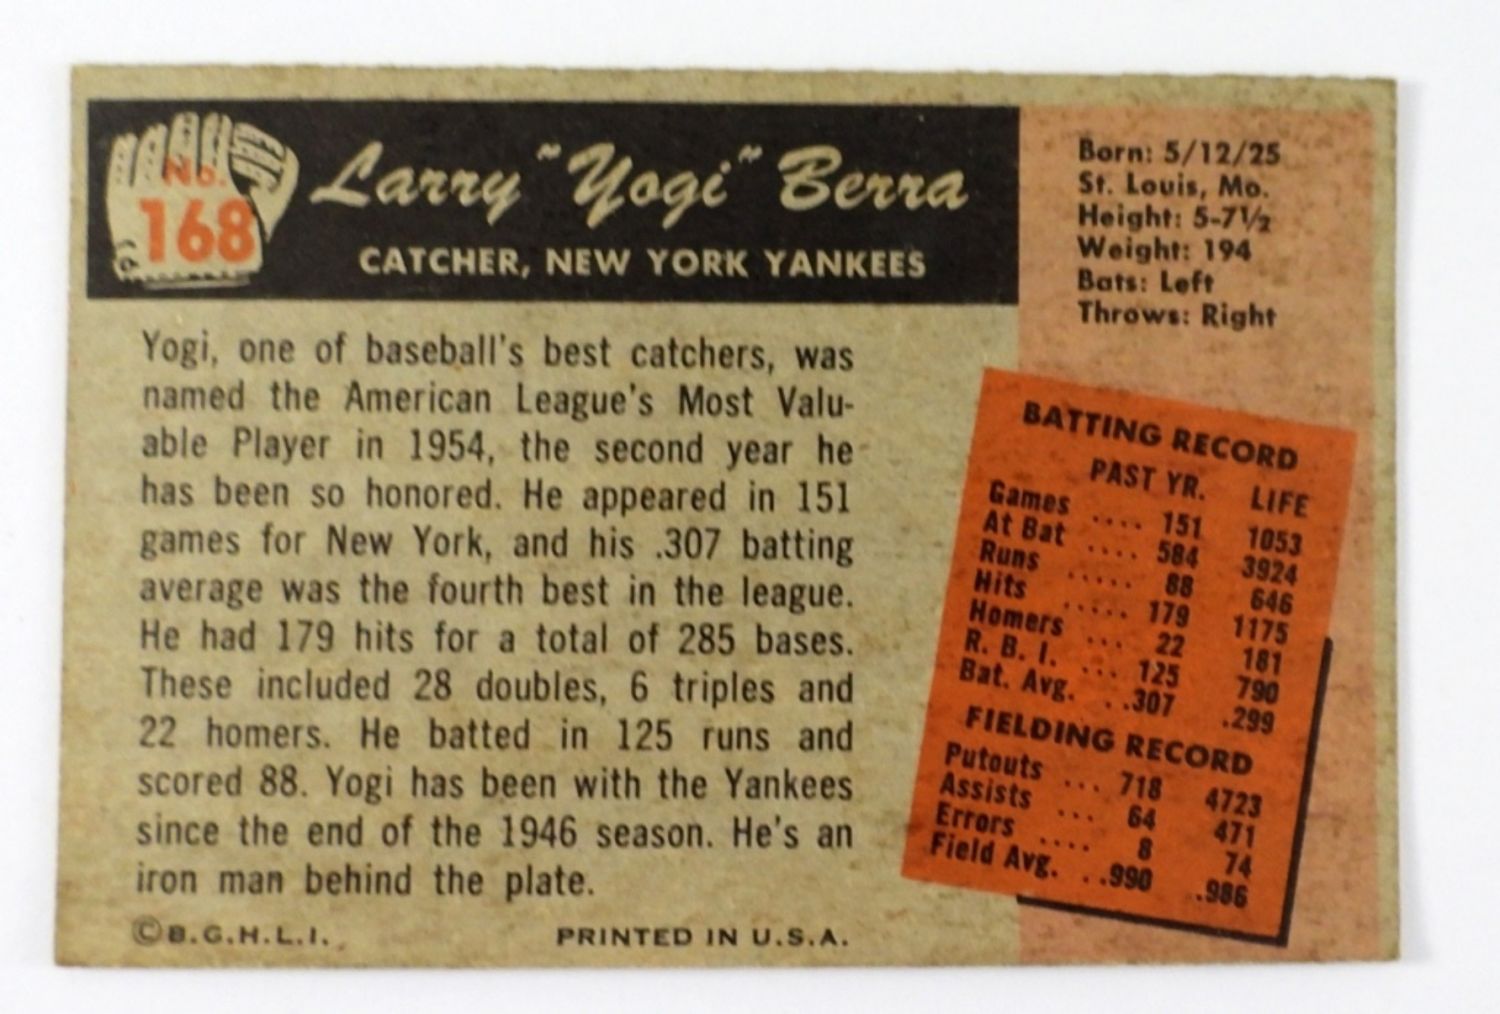 No.
168
Larry "Yogi" Berra
CATCHER, NEW YORK YANKEES
Born: 5/12/25
St. Louis, Mo.
Height: 5-7½
Weight: 194
Bats: Left
Throws: Right
Yogi, one of baseball's best catchers, was
named the American League's Most Valu-
able Player in 1954, the second year he
has been so honored. He appeared in 151
games for New York, and his .307 batting
average was the fourth best in the league.
He had 179 hits for a total of 285 bases.
These included 28 doubles, 6 triples and
22 homers. He batted in 125 runs and
scored 88. Yogi has been with the Yankees
since the end of the 1946 season. He's an
iron man behind the plate.
BATTING RECORD
PAST YR. LIFE
Games .... 151 1053
At Bat .... 584 3924
Runs ..... 88 646
Hits ..... 179 1175
Homers ... 22 181
R. B. I. ... 125 790
Bat. Avg. ..307 .299
FIELDING RECORD
Putouts ... 718 4723
Assists ... 64 471
Errors .... 8 74
Field Avg. ..990 .986
©B.G.H.L.I. PRINTED IN U.S.A.